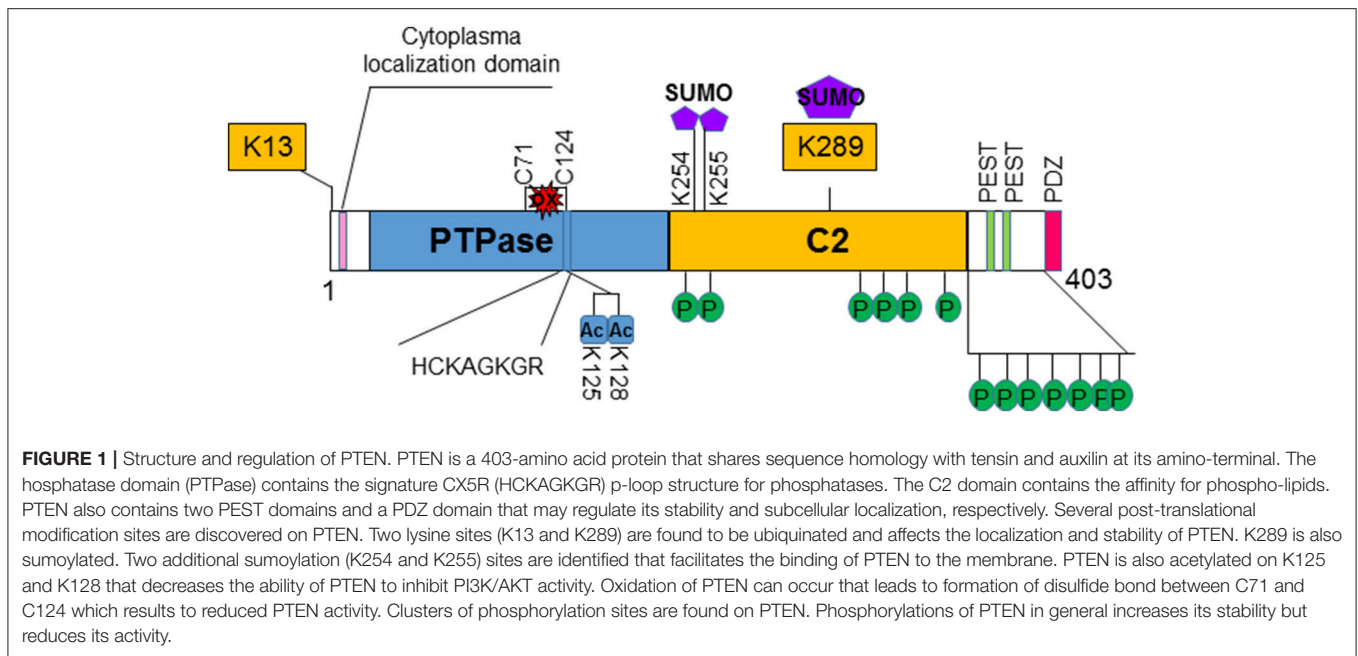 Cytoplasma
localization domain
K13
C71
C124
OX
SUMO
K254
K255
SUMO
K289
PEST
PEST
PDZ
PTPase
C2
1
403
P P P P P P
HCKAGKGR
Ac Ac
K125
K128
P P P P P F P
FIGURE 1 | Structure and regulation of PTEN. PTEN is a 403-amino acid protein that shares sequence homology with tensin and auxilin at its amino-terminal. The
hosphatase domain (PTPase) contains the signature CX5R (HCKAGKGR) p-loop structure for phosphatases. The C2 domain contains the affinity for phospho-lipids.
PTEN also contains two PEST domains and a PDZ domain that may regulate its stability and subcellular localization, respectively. Several post-translational
modification sites are discovered on PTEN. Two lysine sites (K13 and K289) are found to be ubiquinated and affects the localization and stability of PTEN. K289 is also
sumoylated. Two additional sumoylation (K254 and K255) sites are identified that facilitates the binding of PTEN to the membrane. PTEN is also acetylated on K125
and K128 that decreases the ability of PTEN to inhibit PI3K/AKT activity. Oxidation of PTEN can occur that leads to formation of disulfide bond between C71 and
C124 which results to reduced PTEN activity. Clusters of phosphorylation sites are found on PTEN. Phosphorylations of PTEN in general increases its stability but
reduces its activity.